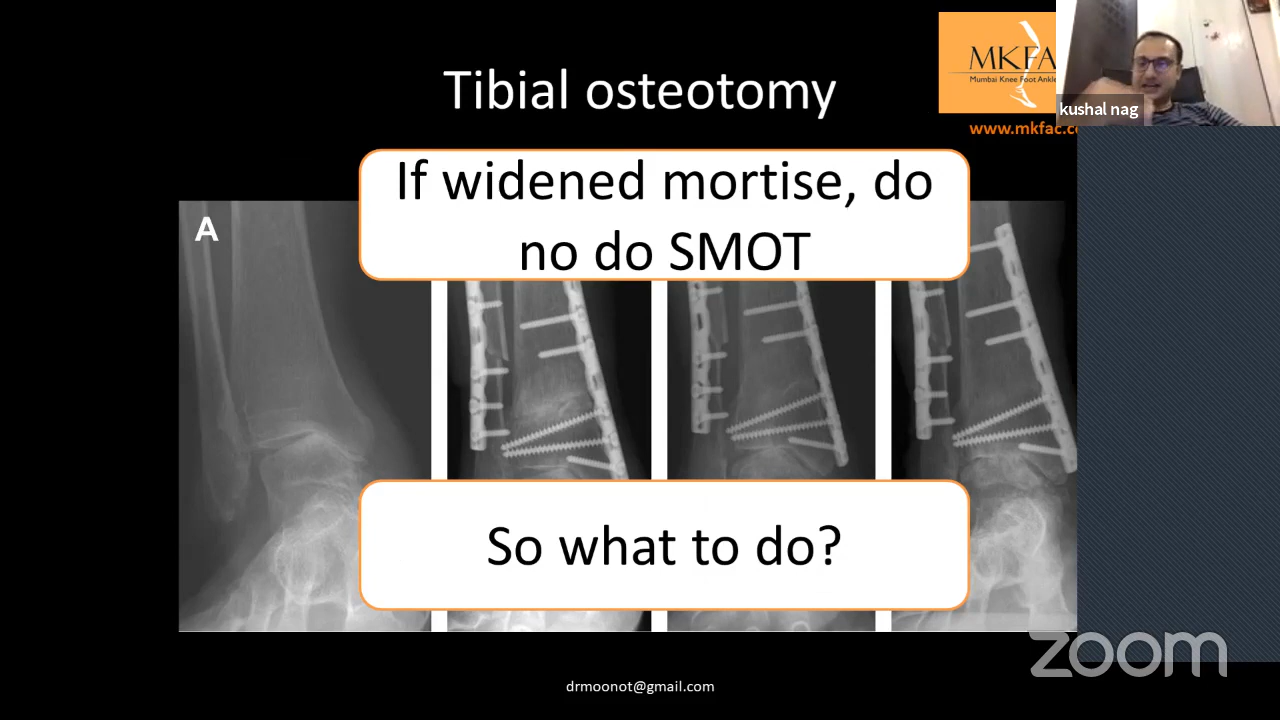 Tibial osteotomy
MKFA
Mumbai Knee Foot Ankle
www.mkfac.c
kushal nag
If widened mortise, do
no do SMOT
A
So what to do?
zoom
drmoonot@gmail.com